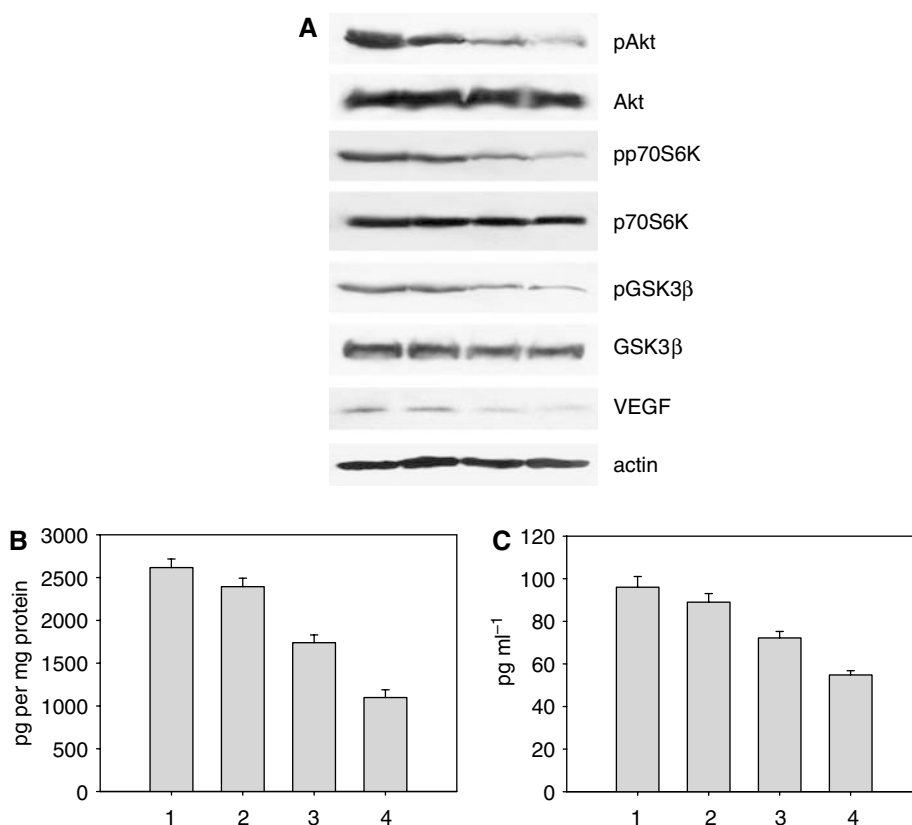 A
pAkt
Akt
pp70S6K
p70S6K
pGSK3β
GSK3β
VEGF
actin
B
pg per mg protein
3000
2500
2000
1500
1000
500
0
1 2 3 4
C
pg ml⁻¹
120
100
80
60
40
20
0
1 2 3 4